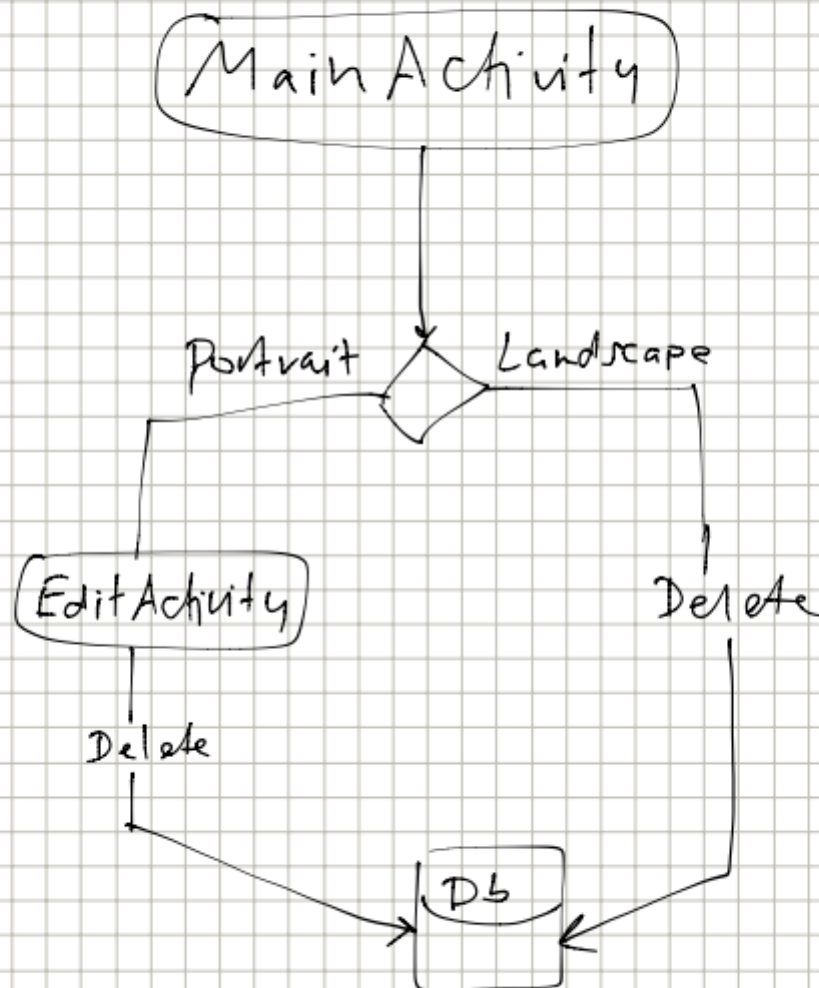 MainActivity
Portrait
Landscape
EditActivity
Delete
Delete
Db